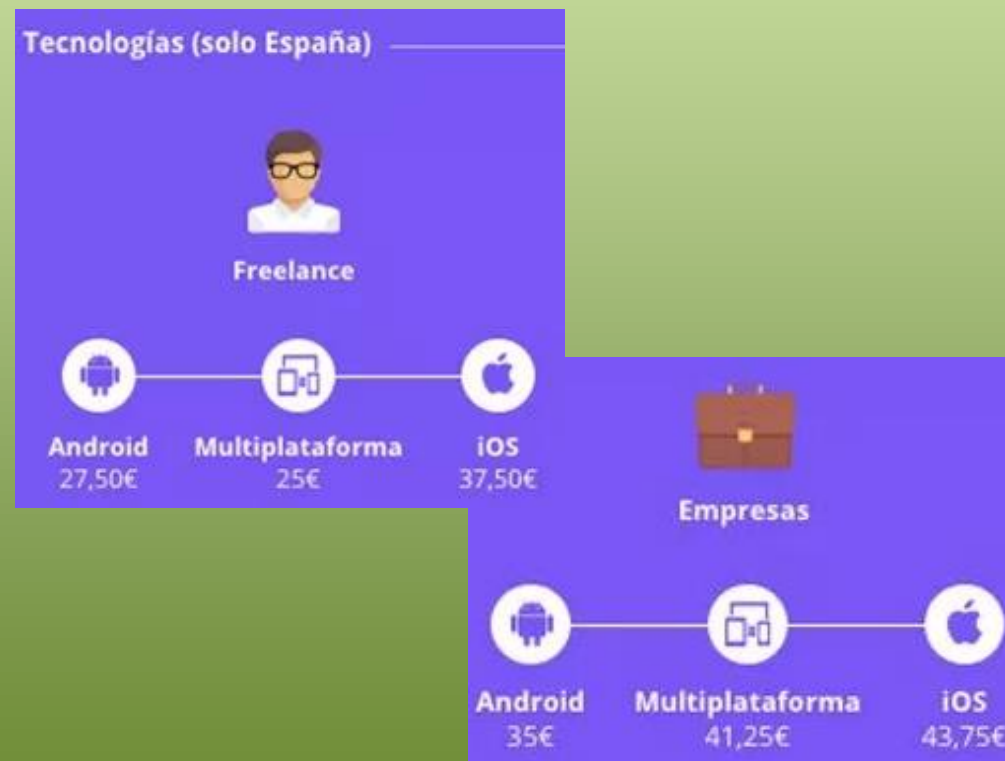 Tecnologías (solo España)
Freelance
Android Multiplataforma iOS
27,50€ 25€ 37,50€
Empresas
Android Multiplataforma iOS
35€ 41,25€ 43,75€